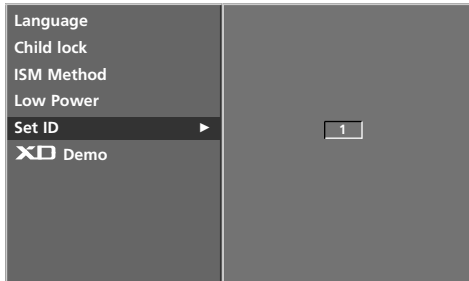 Language
Child lock
ISM Method
Low Power
Set ID ► 1
XD Demo